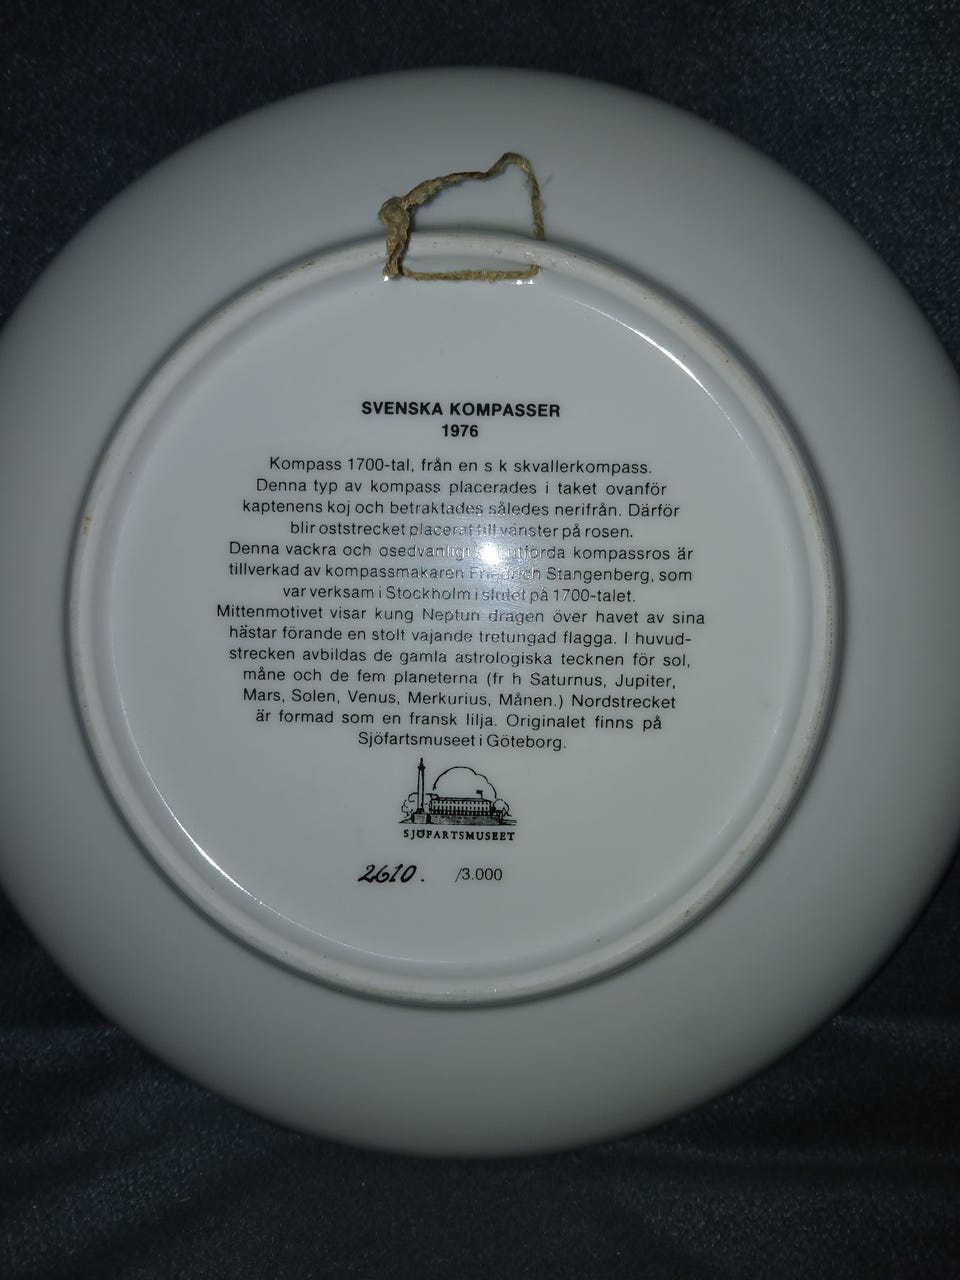 SVENSKA KOMPASSER
1976
Kompass 1700-tal, från en s k skvallerkompass.
Denna typ av kompass placerades i taket ovanför
kaptenens koj och betraktades således nerifrån. Därför
blir oststrecket placerat till vänster på rosen.
Denna vackra och osedvanligt utförda kompassros är
tillverkad av kompassmakaren Friedrich Stangenberg, som
var verksam i Stockholm i slutet på 1700-talet.
Mittenmotivet visar kung Neptun dragen över havet av sina
hästar förande en stolt vajande tretungad flagga. I huvud-
strecken avbildas de gamla astrologiska tecknen för sol,
måne och de fem planeterna (fr h Saturnus, Jupiter,
Mars, Solen, Venus, Merkurius, Månen.) Nordstrecket
är formad som en fransk lilja. Originalet finns på
Sjöfartsmuseet i Göteborg.
SJÖFARTSMUSEET
2610. /3.000